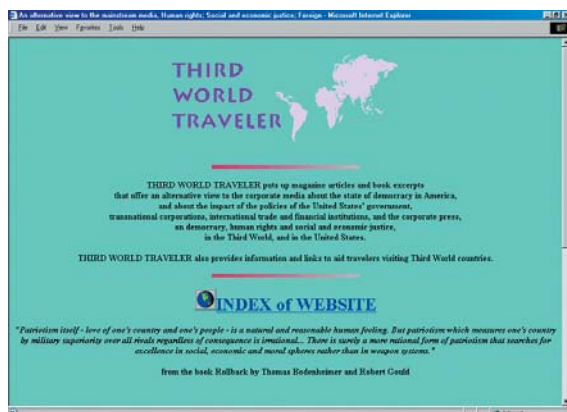 An alternative view to the mainstream media, Human rights; Social and economic justice; Foreign - Microsoft Internet Explorer
File Edit View Favorites Tools Help
THIRD
WORLD
TRAVELER
THIRD WORLD TRAVELER puts up magazine articles and book excerpts
that offer an alternative view to the corporate media about the state of democracy in America,
and about the impact of the policies of the United States' government,
transnational corporations, international trade and financial institutions, and the corporate press,
on democracy, human rights and social and economic justice,
in the Third World, and in the United States.
THIRD WORLD TRAVELER also provides information and links to aid travelers visiting Third World countries.
INDEX of WEBSITE
"Patriotism itself - love of one's country and one's people - is a natural and reasonable human feeling. But patriotism which measures one's country
by military superiority over all rivals regardless of consequence is irrational... There is surely a more rational form of patriotism that searches for
excellence in social, economic and moral spheres rather than in weapon systems."
from the book Rollback by Thomas Bodenheimer and Robert Gould